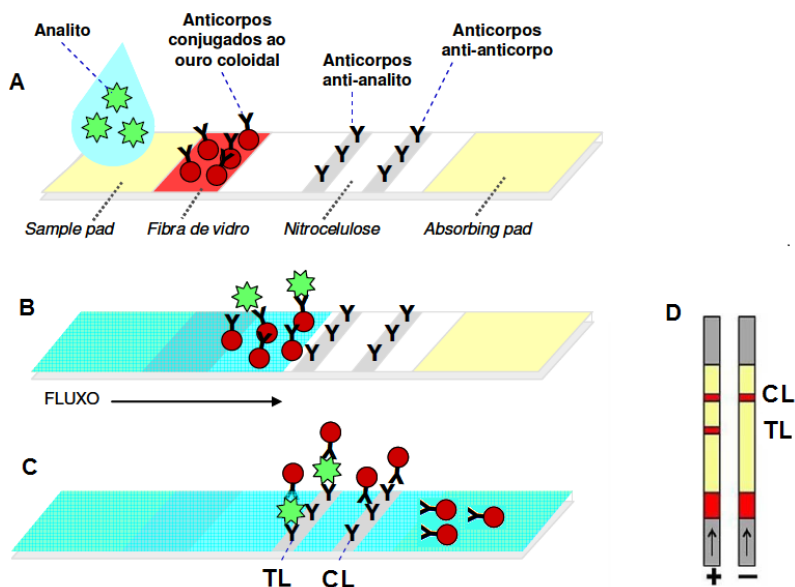 Analito
Anticorpos
conjugados ao
ouro coloidal
Anticorpos
anti-analito
Anticorpos
anti-anticorpo
A
Y Y Y Y Y
Y
Y
Y
Y
Y
Y
Sample pad
Fibra de vidro
Nitrocelulose
Absorbing pad
B
FLUXO
C
TL
CL
D
CL
TL
+
−